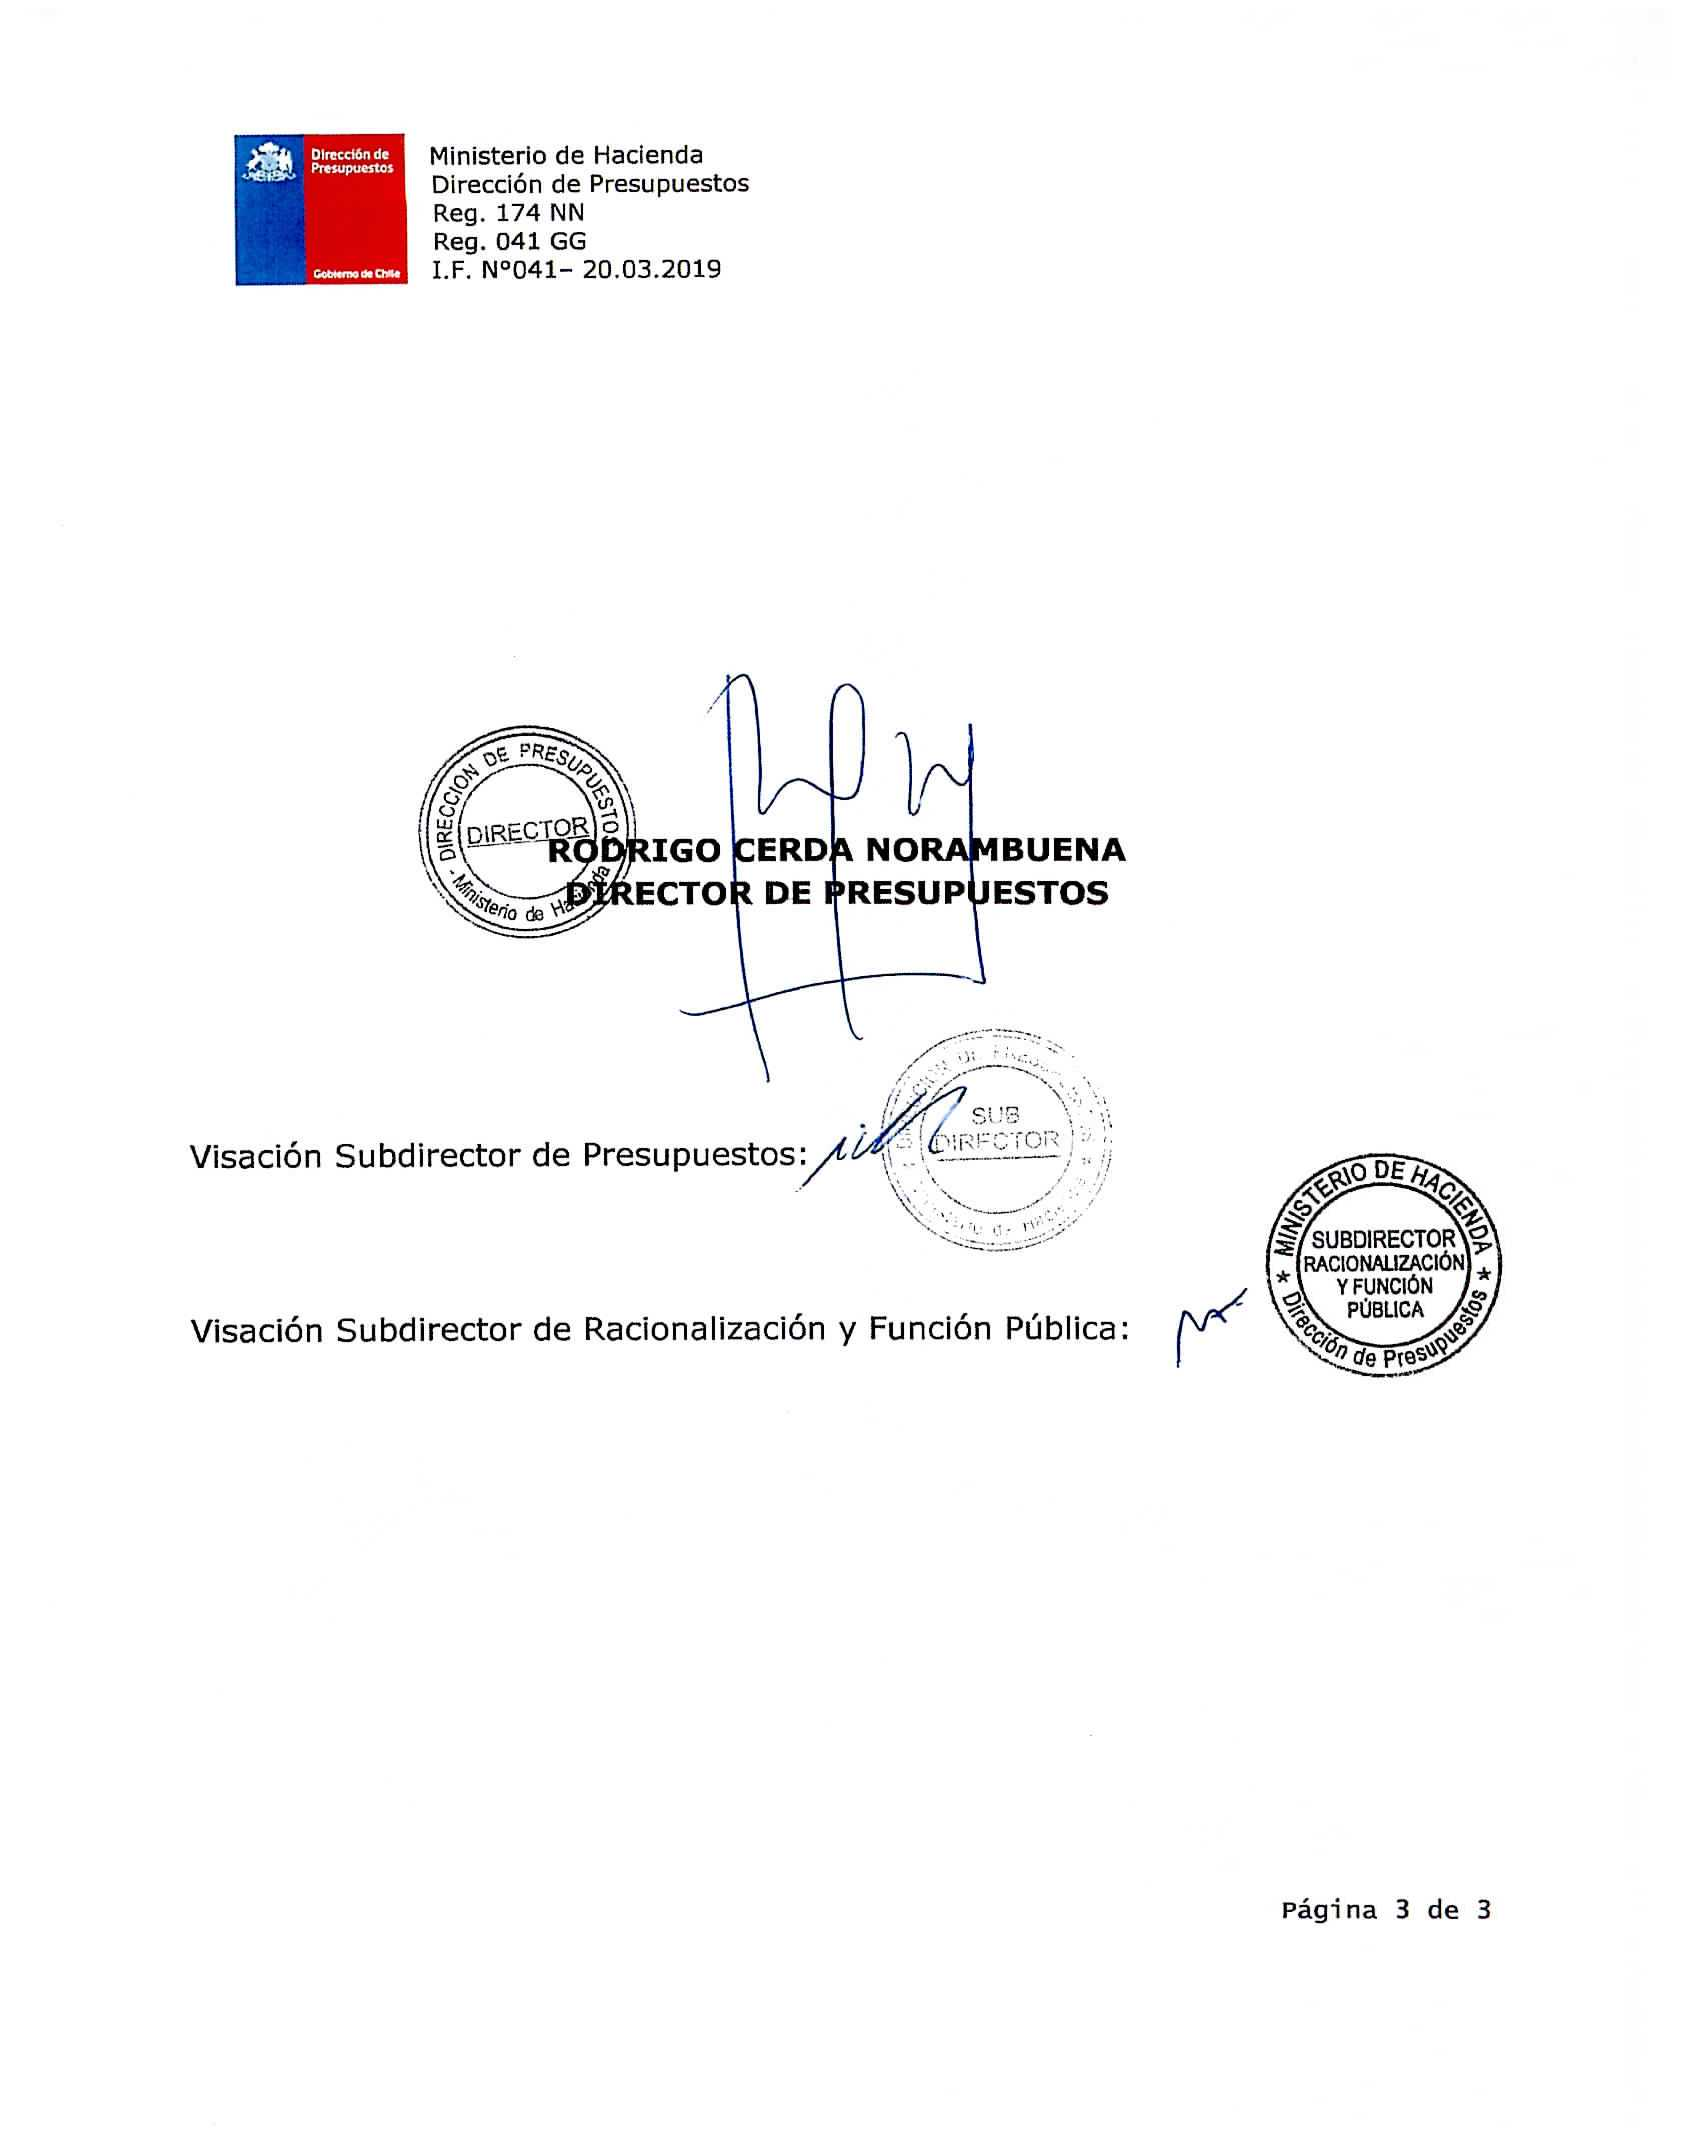 Dirección de
Presupuestos
Gobierno de Chile
Ministerio de Hacienda
Dirección de Presupuestos
Reg. 174 NN
Reg. 041 GG
I.F. N°041– 20.03.2019
DIRECCION DE PRESUPUESTOS
DIRECTOR
- Ministerio de Hacienda
RODRIGO CERDA NORAMBUENA
DIRECTOR DE PRESUPUESTOS
SUB
DIRECTOR
Visación Subdirector de Presupuestos:
MINISTERIO DE HACIENDA
SUBDIRECTOR
RACIONALIZACIÓN
Y FUNCIÓN
PÚBLICA
Dirección de Presupuestos
Visación Subdirector de Racionalización y Función Pública:
Página 3 de 3